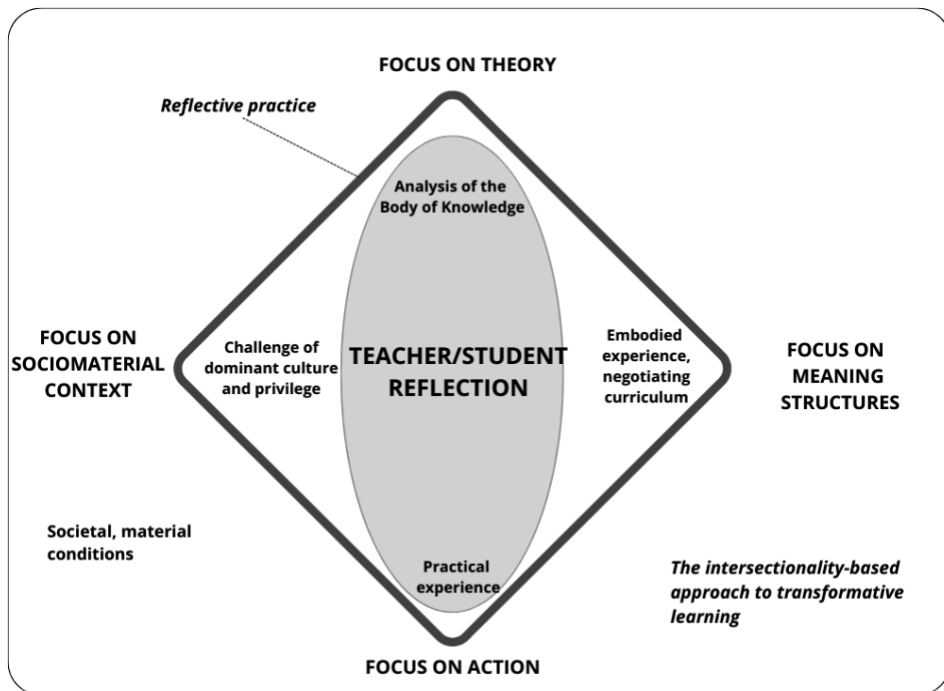 FOCUS ON THEORY
Reflective practice
Analysis of the
Body of Knowledge
FOCUS ON
SOCIOMATERIAL
CONTEXT
Challenge of
dominant culture
and privilege
TEACHER/STUDENT
REFLECTION
Embodied
experience,
negotiating
curriculum
FOCUS ON
MEANING
STRUCTURES
Societal, material
conditions
Practical
experience
The intersectionality-based
approach to transformative
learning
FOCUS ON ACTION